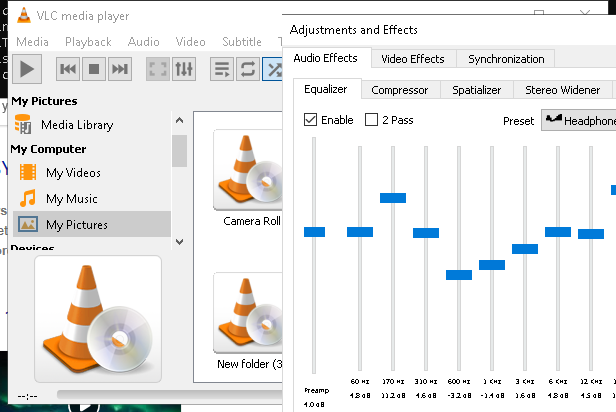 VLC media player
Media Playback Audio Video Subtitle T
My Pictures
Media Library
My Computer
My Videos
My Music
My Pictures
Devices
Camera Roll
New folder (3
--:--
Adjustments and Effects
Audio Effects Video Effects Synchronization
Equalizer Compressor Spatializer Stereo Widener
Enable 2 Pass Preset Headphone
60 Hz 170 Hz 310 Hz 600 Hz 1 KHz 3 KHz 6 KHz 12 KH
Preamp
4.0 dB 4.8 dB 11.2 dB 4.6 dB -3.2 dB -1.4 dB 1.6 dB 4.8 dB 4.5 dB